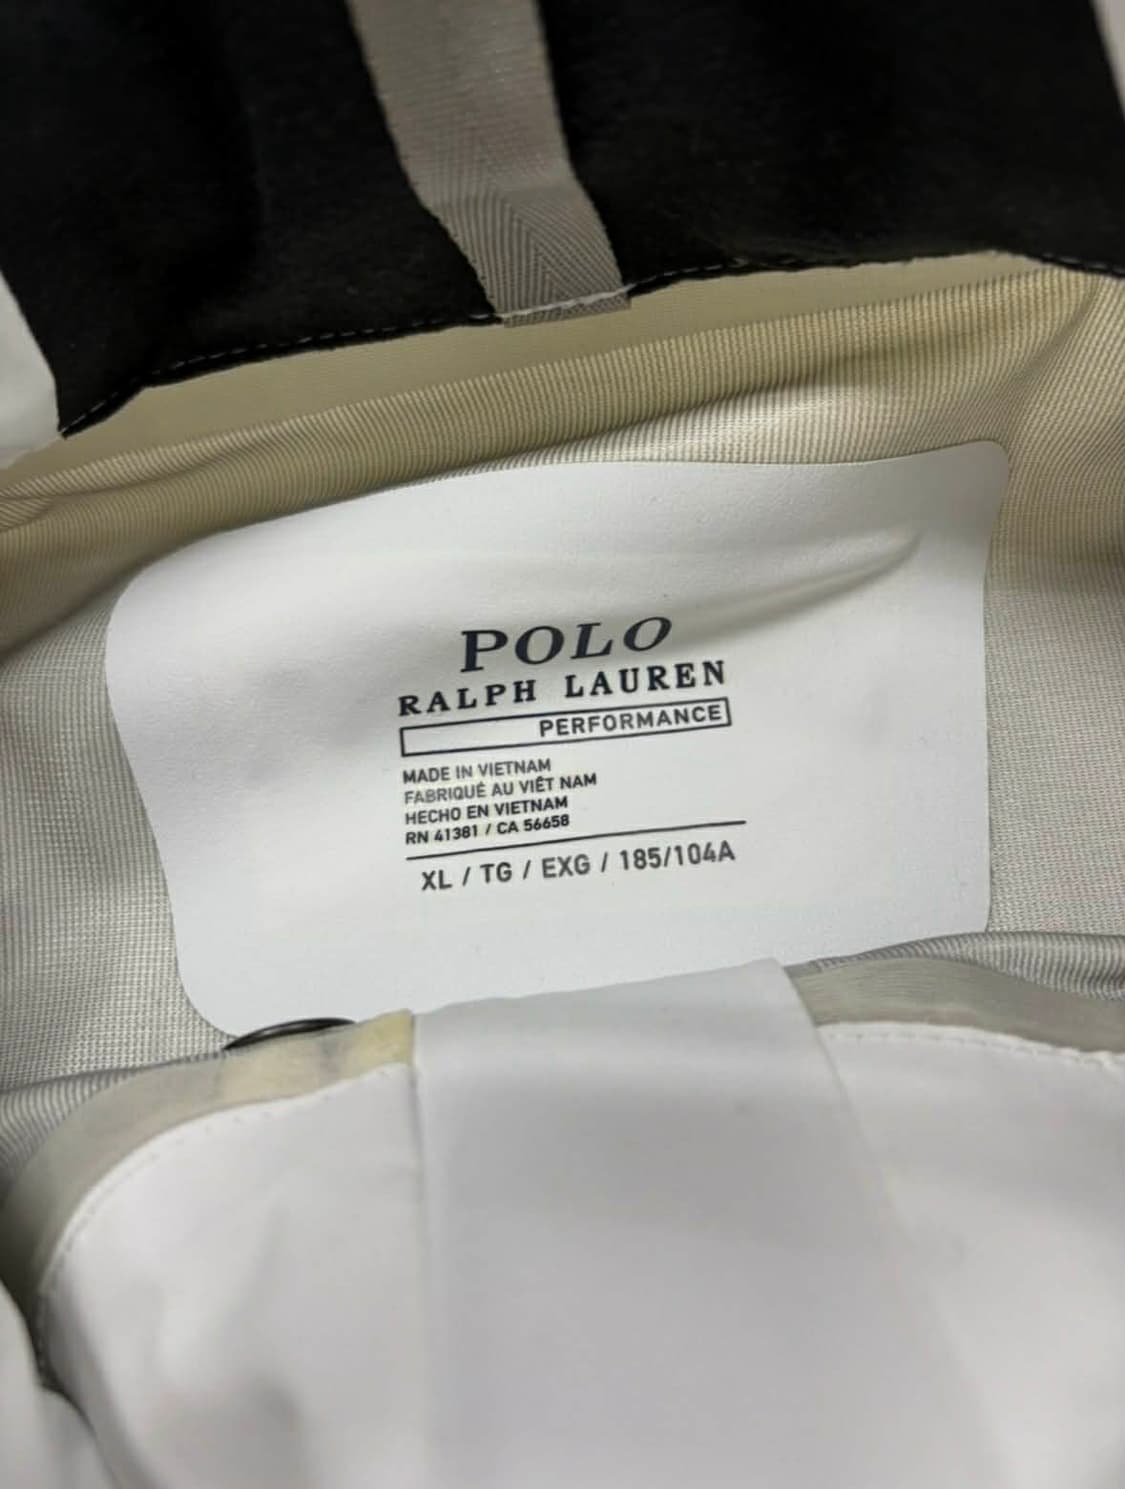 POLO
RALPH LAUREN
PERFORMANCE
MADE IN VIETNAM
FABRIQUÉ AU VIÊT NAM
HECHO EN VIETNAM
RN 41381 / CA 56658
XL / TG / EXG / 185/104A